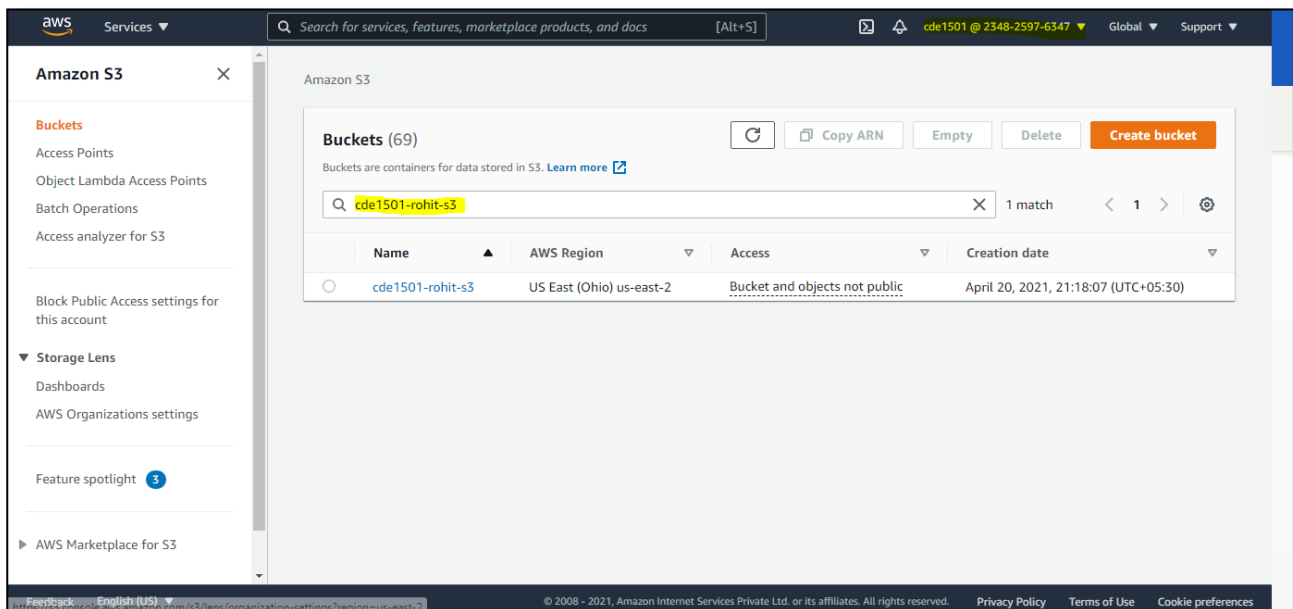 aws
Services ▼
Search for services, features, marketplace products, and docs [Alt+S]
cde1501 @ 2348-2597-6347 ▼
Global ▼
Support ▼
Amazon S3
Buckets
Access Points
Object Lambda Access Points
Batch Operations
Access analyzer for S3
Block Public Access settings for
this account
Storage Lens
Dashboards
AWS Organizations settings
Feature spotlight 3
AWS Marketplace for S3
Amazon S3
Buckets (69)
Copy ARN
Empty
Delete
Create bucket
Buckets are containers for data stored in S3. Learn more
cde1501-rohit-s3
1 match
1
Name AWS Region Access Creation date
cde1501-rohit-s3 US East (Ohio) us-east-2 Bucket and objects not public April 20, 2021, 21:18:07 (UTC+05:30)
Feedback English (US) ▼
© 2008 - 2021, Amazon Internet Services Private Ltd. or its affiliates. All rights reserved. Privacy Policy Terms of Use Cookie preferences